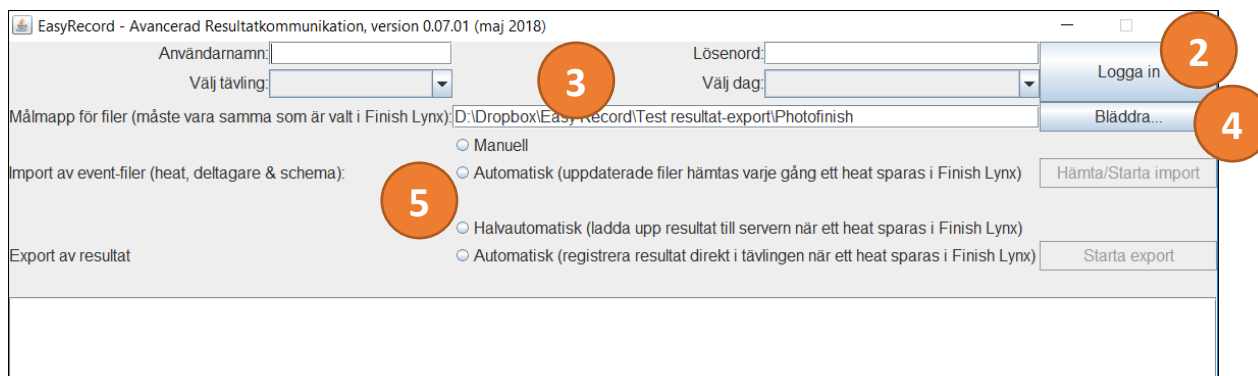 EasyRecord - Avancerad Resultatkommunikation, version 0.07.01 (maj 2018)
Användarnamn: Lösenord: Logga in 2
Välj tävling: 3 Välj dag:
Målmapp för filer (måste vara samma som är valt i Finish Lynx): D:\Dropbox\Easy Record\Test resultat-export\Photofinish Bläddra... 4
Manuell
Import av event-filer (heat, deltagare & schema): Automatisk (uppdaterade filer hämtas varje gång ett heat sparas i Finish Lynx) Hämta/Starta import
5
Halvautomatisk (ladda upp resultat till servern när ett heat sparas i Finish Lynx)
Export av resultat Automatisk (registrera resultat direkt i tävlingen när ett heat sparas i Finish Lynx) Starta export